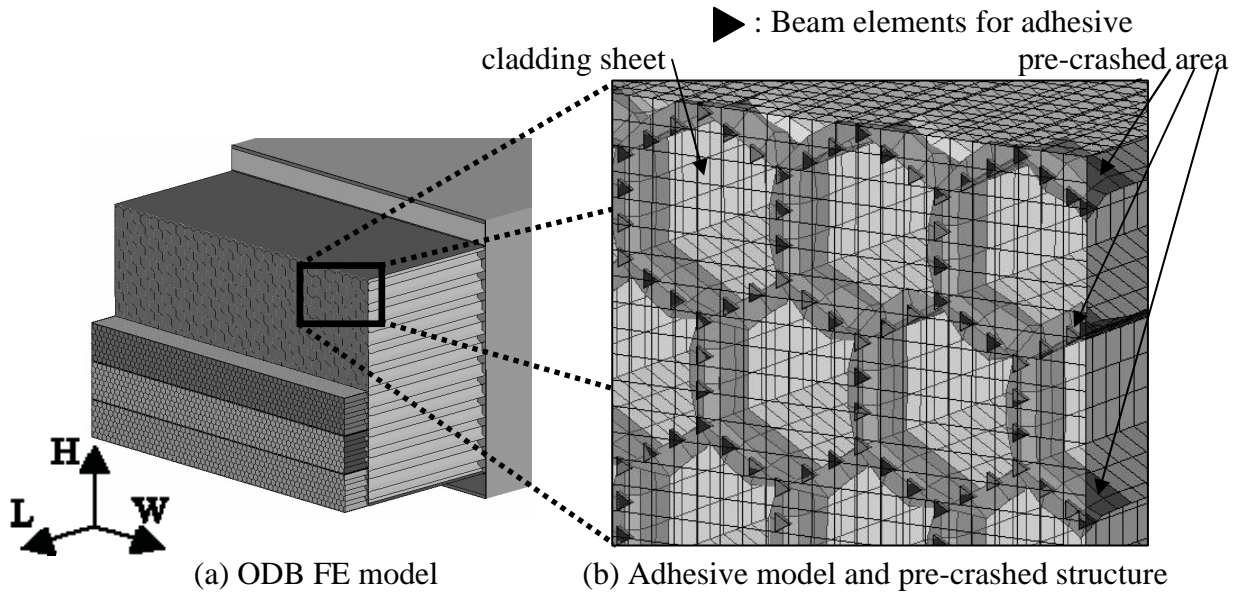 : Beam elements for adhesive
cladding sheet
pre-crashed area
H
L
W
(a) ODB FE model
(b) Adhesive model and pre-crashed structure